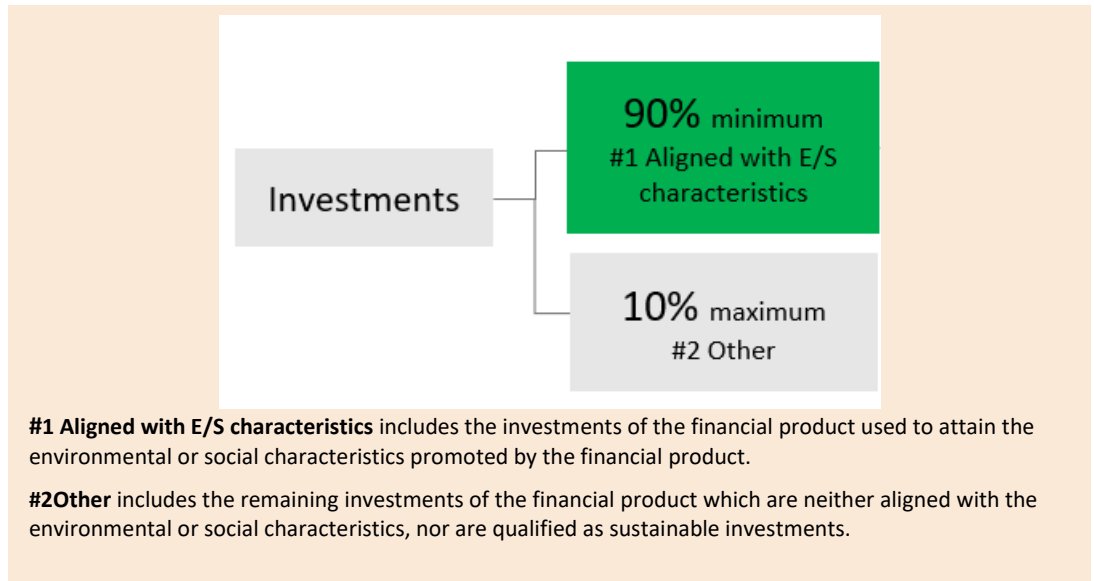 90% minimum
#1 Aligned with E/S
characteristics
Investments
10% maximum
#2 Other
#1 Aligned with E/S characteristics includes the investments of the financial product used to attain the
environmental or social characteristics promoted by the financial product.
#2Other includes the remaining investments of the financial product which are neither aligned with the
environmental or social characteristics, nor are qualified as sustainable investments.